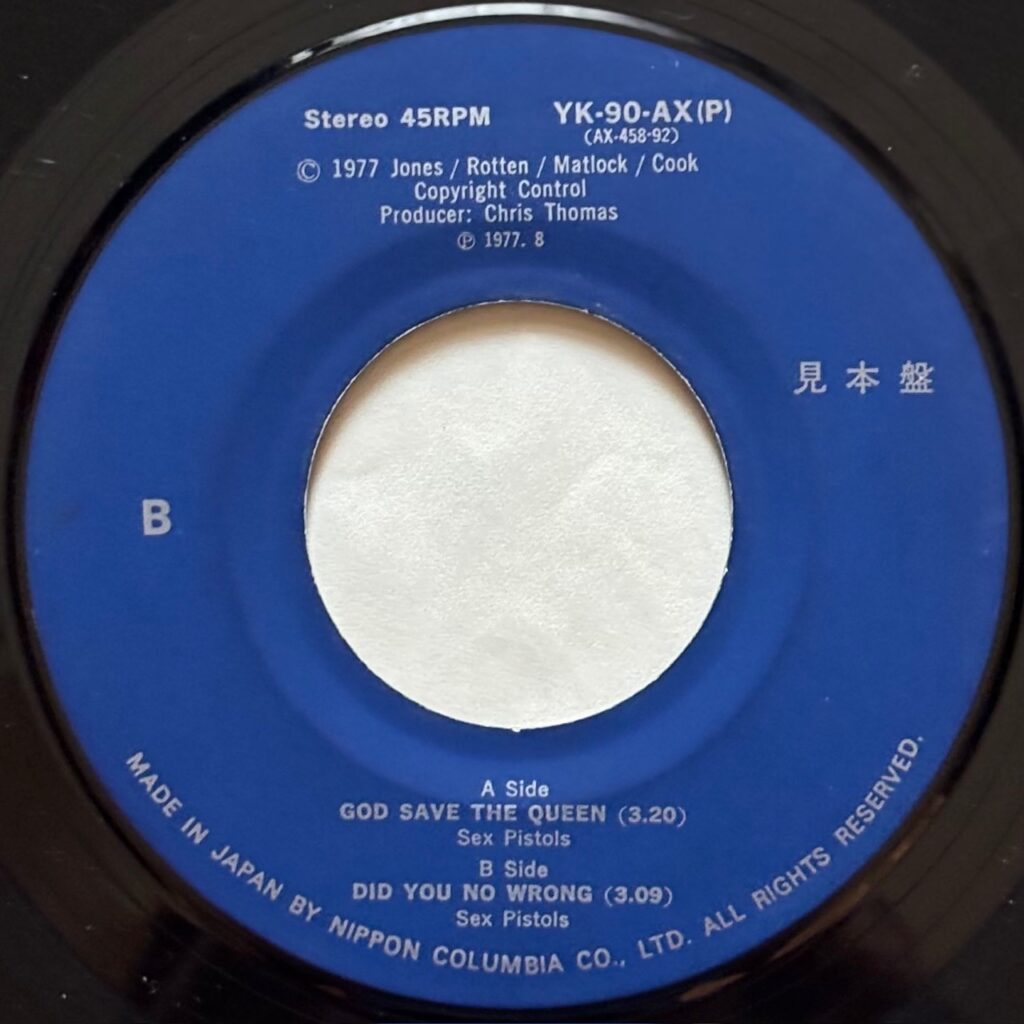 Stereo 45RPM YK-90-AX(P)
(AX-458-92)
Ⓒ 1977 Jones / Rotten / Matlock / Cook
Copyright Control
Producer: Chris Thomas
Ⓟ 1977. 8
見本盤
B
A Side
GOD SAVE THE QUEEN (3.20)
Sex Pistols
B Side
DID YOU NO WRONG (3.09)
Sex Pistols
MADE IN JAPAN BY NIPPON COLUMBIA CO., LTD. ALL RIGHTS RESERVED.